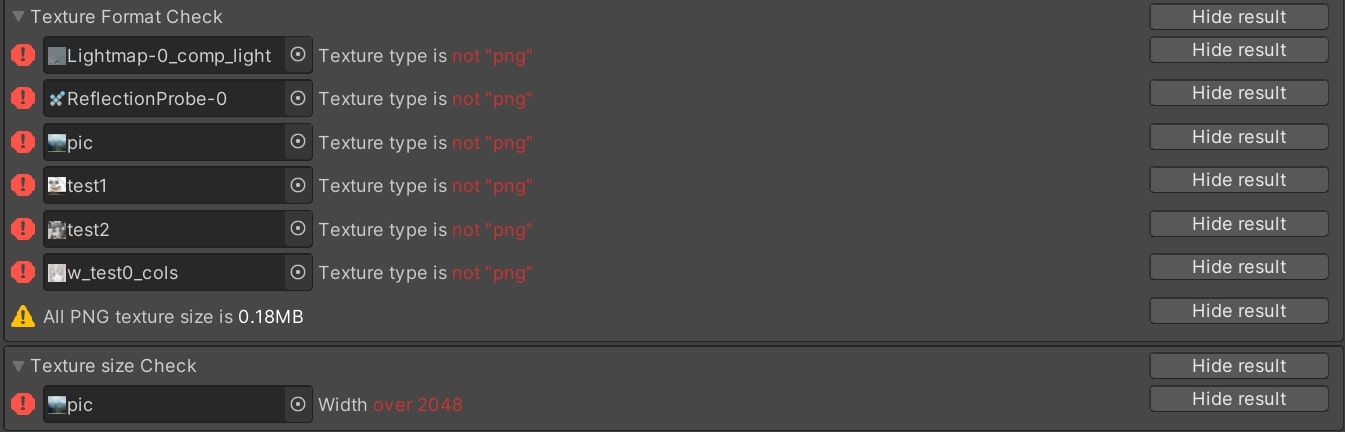 Texture Format Check Hide result
Lightmap-0_comp_light Texture type is not "png" Hide result
ReflectionProbe-0 Texture type is not "png" Hide result
pic Texture type is not "png" Hide result
test1 Texture type is not "png" Hide result
test2 Texture type is not "png" Hide result
w_test0_cols Texture type is not "png" Hide result
All PNG texture size is 0.18MB Hide result
Texture size Check Hide result
pic Width over 2048 Hide result